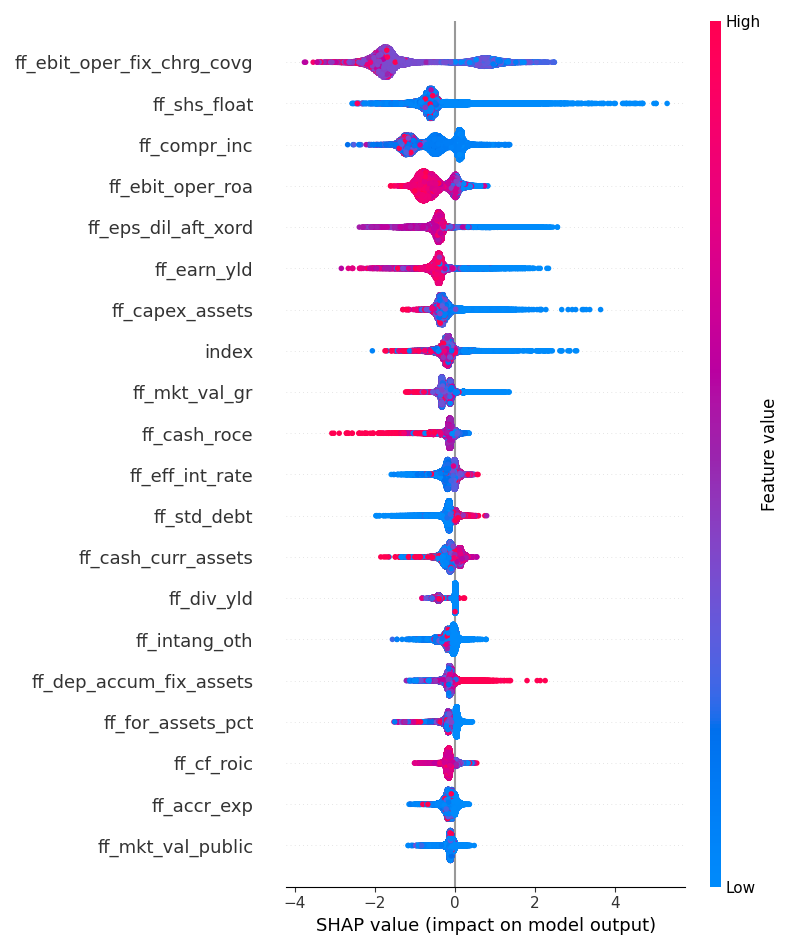 High
ff_ebit_oper_fix_chrg_covg
ff_shs_float
ff_compr_inc
ff_ebit_oper_roa
ff_eps_dil_aft_xord
ff_earn_yld
ff_capex_assets
index
ff_mkt_val_gr
ff_cash_roce
ff_eff_int_rate
ff_std_debt
ff_cash_curr_assets
ff_div_yld
ff_intang_oth
ff_dep_accum_fix_assets
ff_for_assets_pct
ff_cf_roic
ff_accr_exp
ff_mkt_val_public
Feature value
Low
−4 −2 0 2 4
SHAP value (impact on model output)